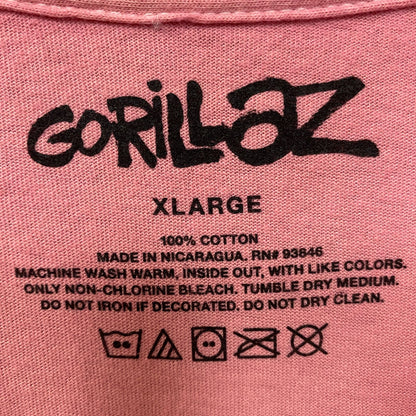 GORILLAZ
XLARGE
100% COTTON
MADE IN NICARAGUA. RN# 93846
MACHINE WASH WARM, INSIDE OUT, WITH LIKE COLORS.
ONLY NON-CHLORINE BLEACH. TUMBLE DRY MEDIUM.
DO NOT IRON IF DECORATED. DO NOT DRY CLEAN.